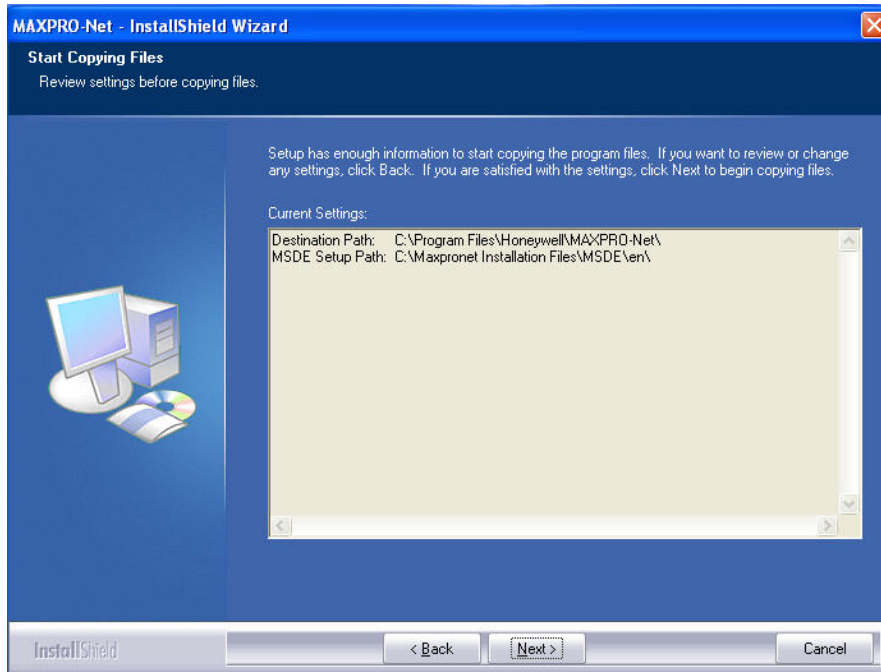 MAXPRO-Net - InstallShield Wizard
Start Copying Files
Review settings before copying files.
Setup has enough information to start copying the program files. If you want to review or change
any settings, click Back. If you are satisfied with the settings, click Next to begin copying files.
Current Settings:
Destination Path: C:\Program Files\Honeywell\MAXPRO-Net\
MSDE Setup Path: C:\Maxpronet Installation Files\MSDE\en\
InstallShield
< Back
Next >
Cancel